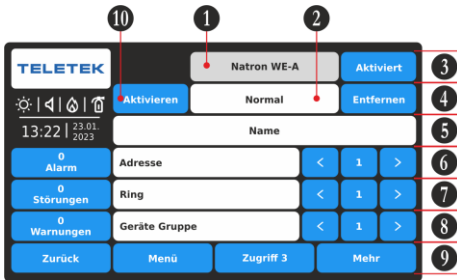 10 1 2
TELETEK Natron WE-A Aktiviert 3
Aktivieren Normal Entfernen 4
13:22 23.01. 2023 Name 5
0 Alarm Adresse < 1 > 6
0 Störungen Ring < 1 > 7
0 Warnungen Geräte Gruppe < 1 > 8
Zurück Menü Zugriff 3 Mehr 9